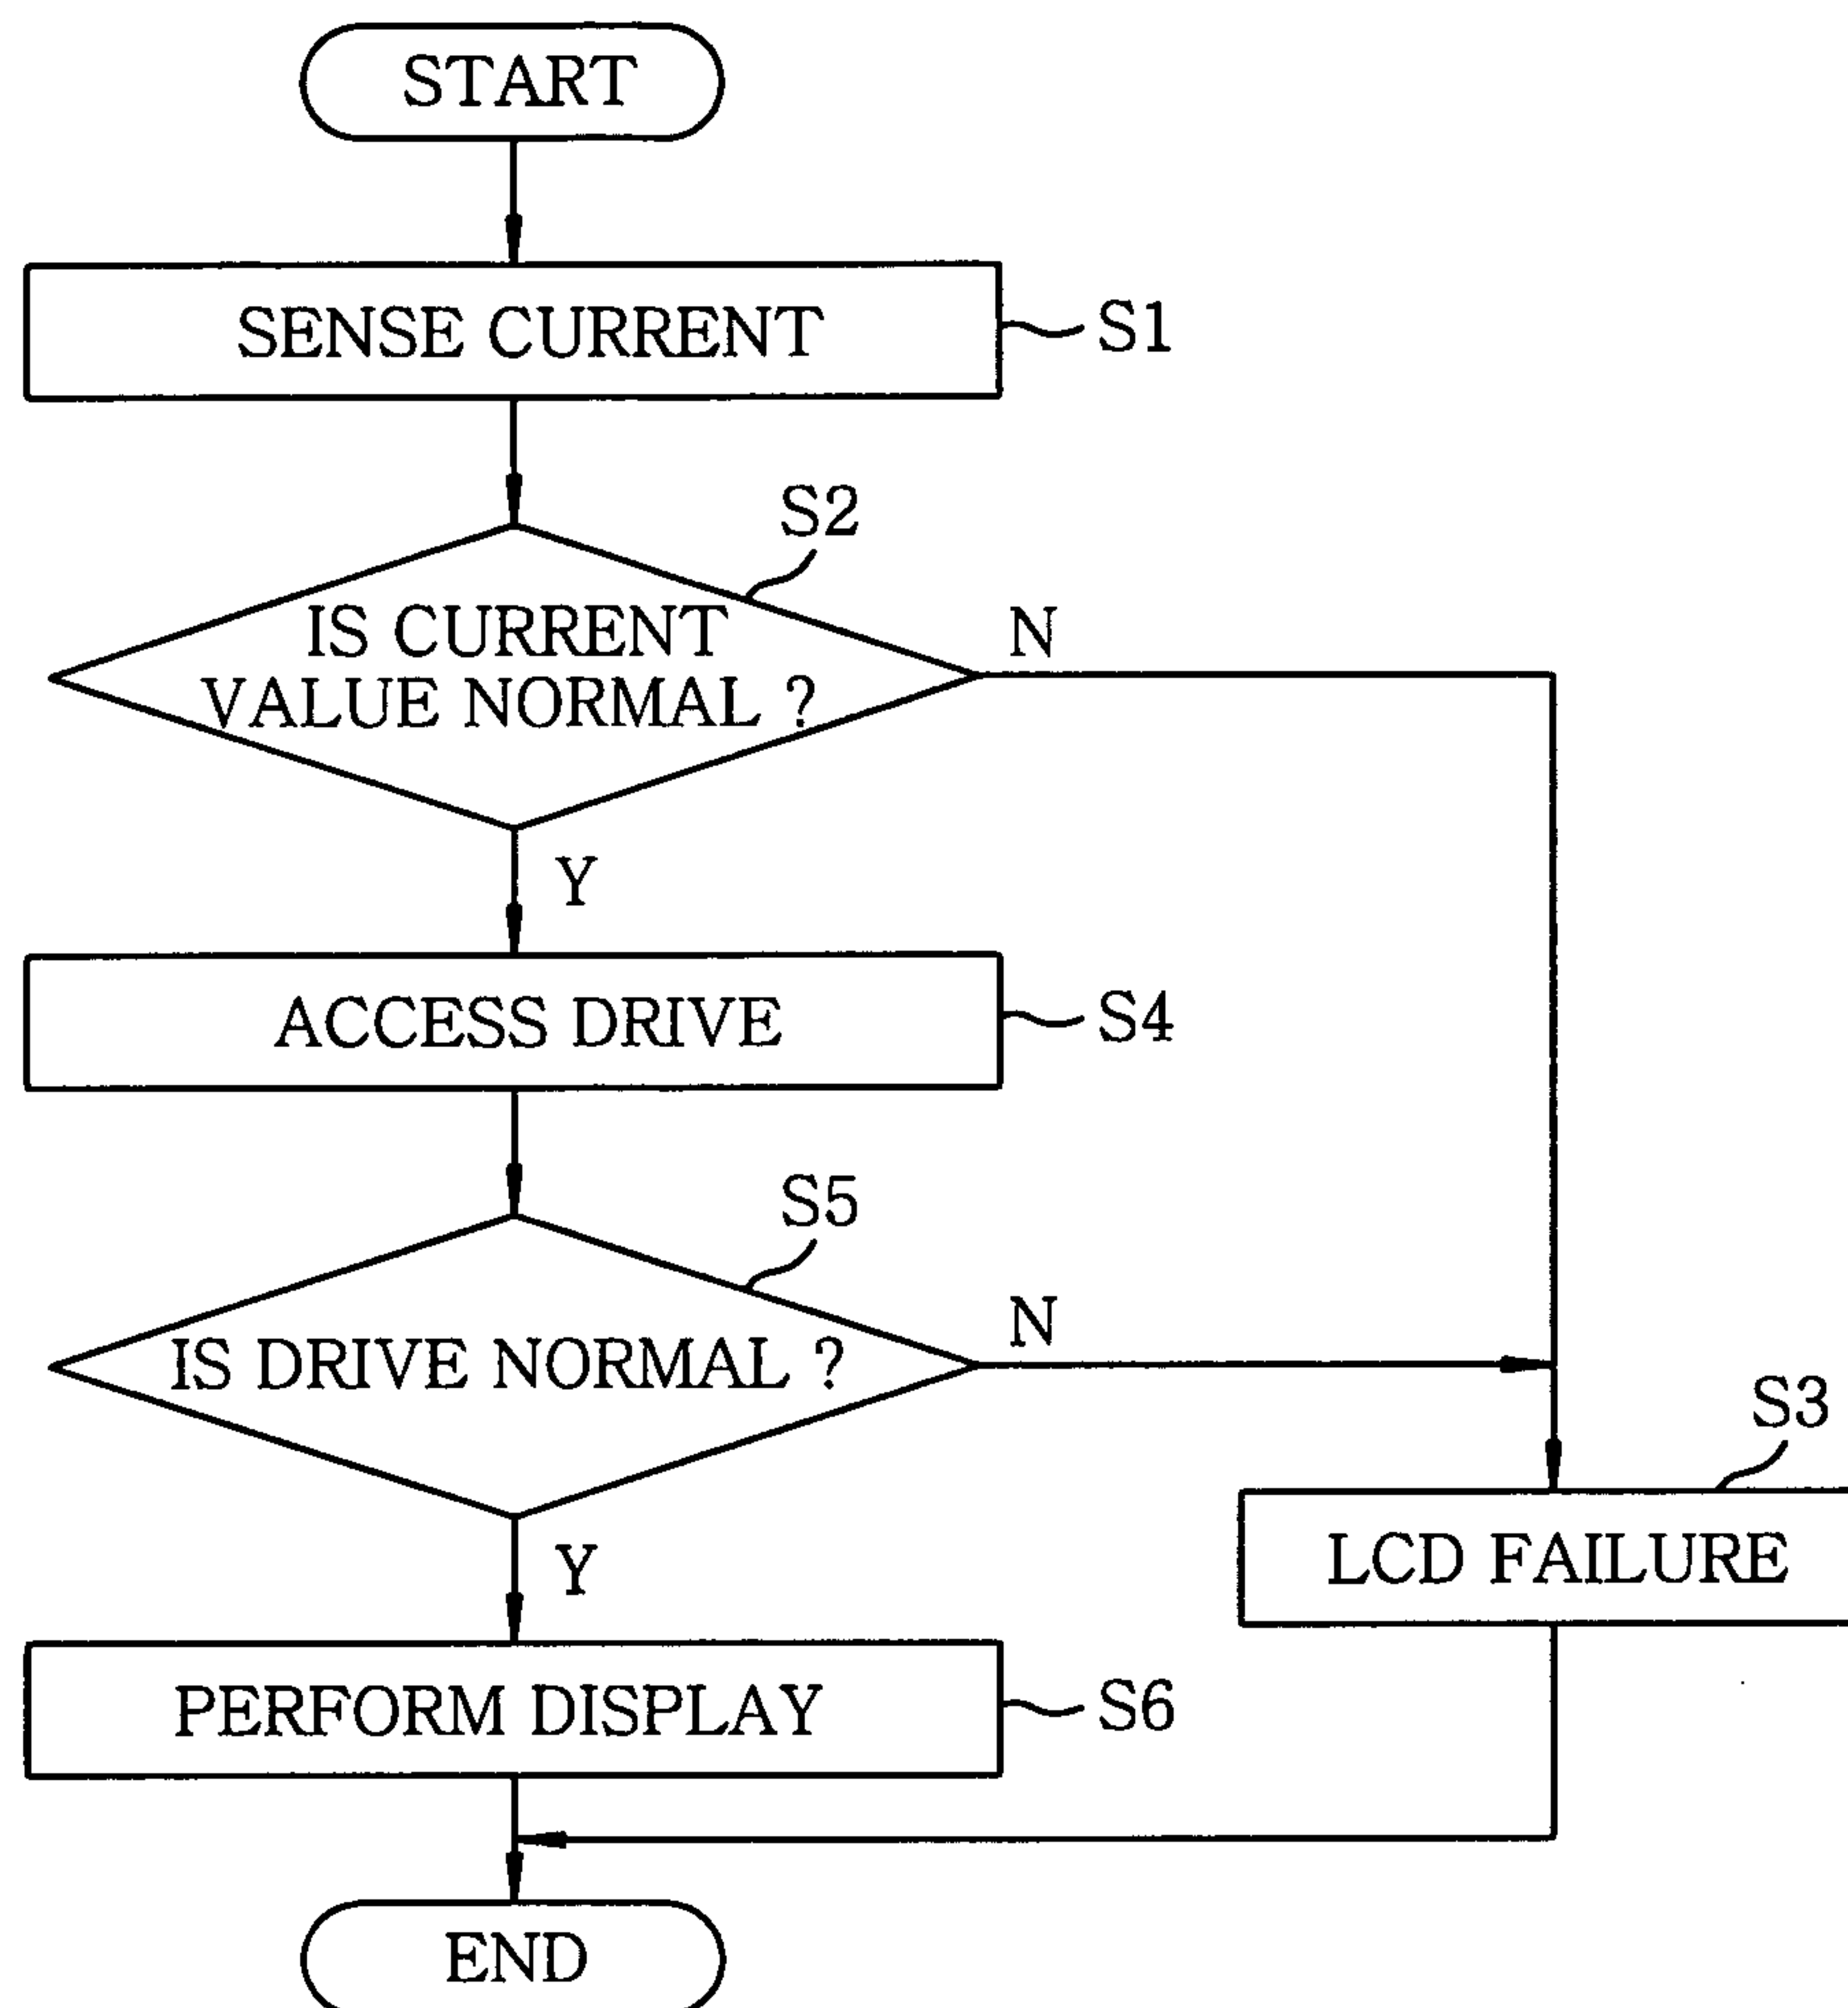 START
SENSE CURRENT
S1
S2
IS CURRENT
VALUE NORMAL ?
N
Y
ACCESS DRIVE
S4
S5
IS DRIVE NORMAL ?
N
S3
LCD FAILURE
Y
PERFORM DISPLAY
S6
END